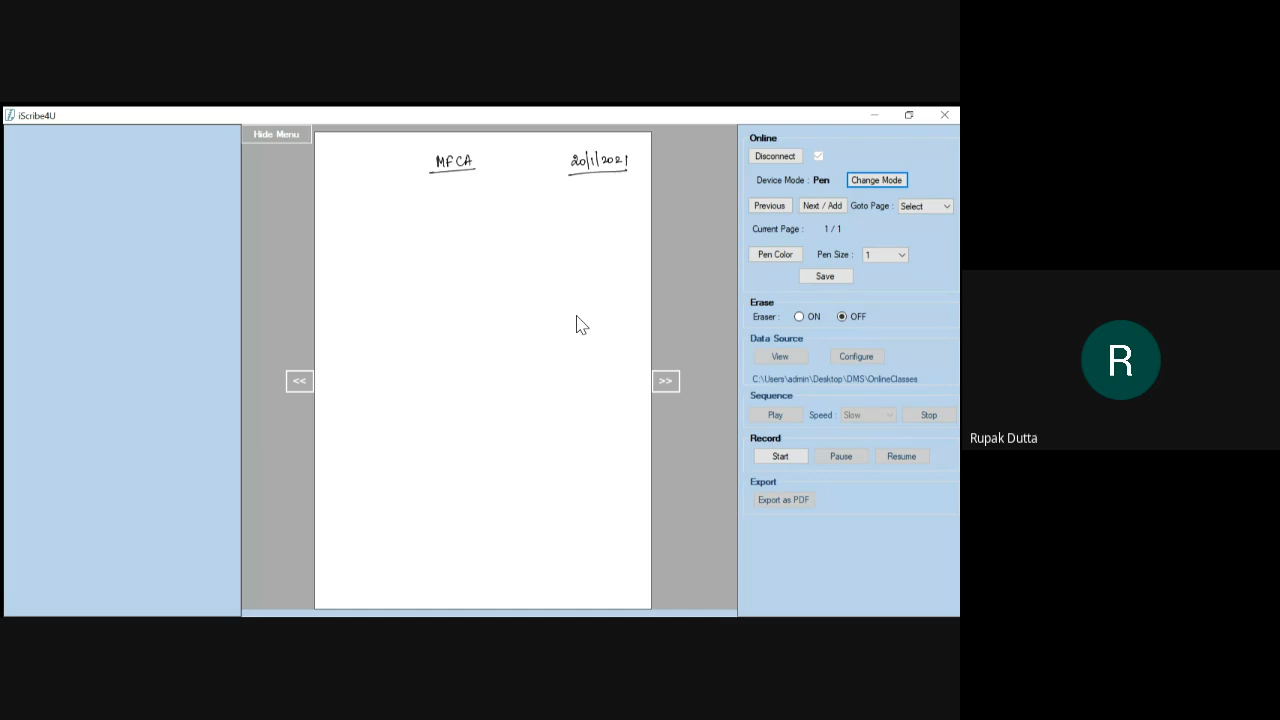 iScribe4U
Hide Menu
MFCA 20/1/2021
<<
>>
Online
Disconnect
Device Mode : Pen Change Mode
Previous Next / Add Goto Page : Select
Current Page : 1 / 1
Pen Color Pen Size : 1
Save
Erase
Eraser : ON OFF
Data Source
View Configure
C:\Users\admin\Desktop\DMS\OnlineClasses
Sequence
Play Speed : Slow Stop
Record
Start Pause Resume
Export
Export as PDF
R
Rupak Dutta